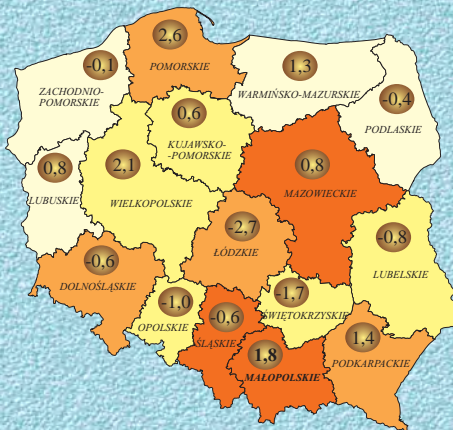 2,6
POMORSKIE
-0,1
ZACHODNIO-
POMORSKIE
1,3
WARMIŃSKO-MAZURSKIE
-0,4
PODLASKIE
0,6
KUJAWSKO-
-POMORSKIE
0,8
LUBUSKIE
2,1
WIELKOPOLSKIE
0,8
MAZOWIECKIE
-2,7
ŁÓDZKIE
-0,6
DOLNOŚLĄSKIE
-0,8
LUBELSKIE
-1,0
OPOLSKIE
-0,6
ŚLĄSKIE
-1,7
ŚWIĘTOKRZYSKIE
1,8
MAŁOPOLSKIE
1,4
PODKARPACKIE